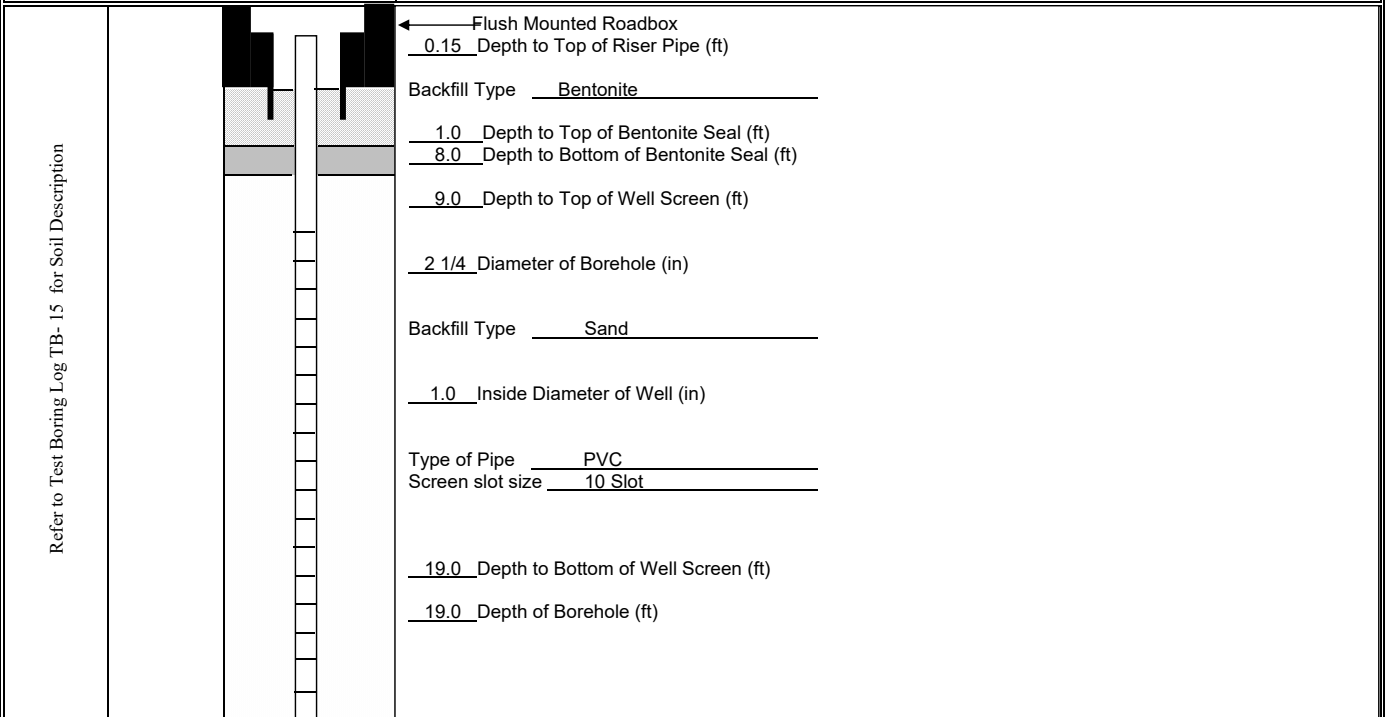 Refer to Test Boring Log TB- 15 for Soil Description
Flush Mounted Roadbox
0.15 Depth to Top of Riser Pipe (ft)
Backfill Type Bentonite
1.0 Depth to Top of Bentonite Seal (ft)
8.0 Depth to Bottom of Bentonite Seal (ft)
9.0 Depth to Top of Well Screen (ft)
2 1/4 Diameter of Borehole (in)
Backfill Type Sand
1.0 Inside Diameter of Well (in)
Type of Pipe PVC
Screen slot size 10 Slot
19.0 Depth to Bottom of Well Screen (ft)
19.0 Depth of Borehole (ft)